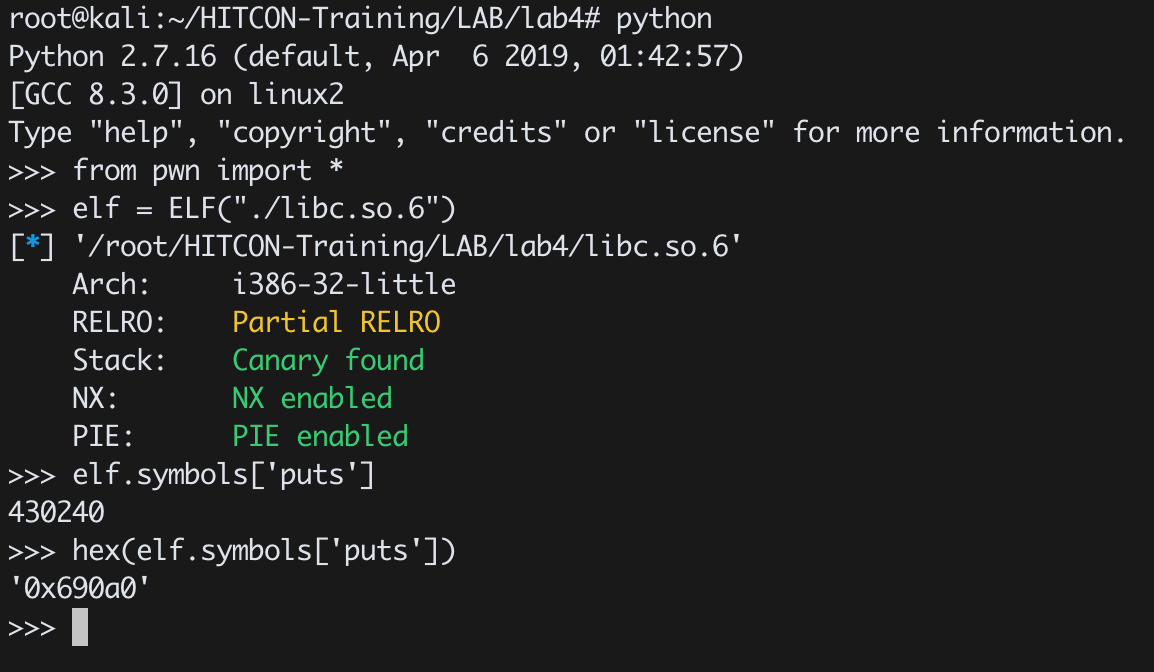 root@kali:~/HITCON-Training/LAB/lab4# python
Python 2.7.16 (default, Apr  6 2019, 01:42:57)
[GCC 8.3.0] on linux2
Type "help", "copyright", "credits" or "license" for more information.
>>> from pwn import *
>>> elf = ELF("./libc.so.6")
[*] '/root/HITCON-Training/LAB/lab4/libc.so.6'
    Arch:     i386-32-little
    RELRO:    Partial RELRO
    Stack:    Canary found
    NX:       NX enabled
    PIE:      PIE enabled
>>> elf.symbols['puts']
430240
>>> hex(elf.symbols['puts'])
'0x690a0'
>>>